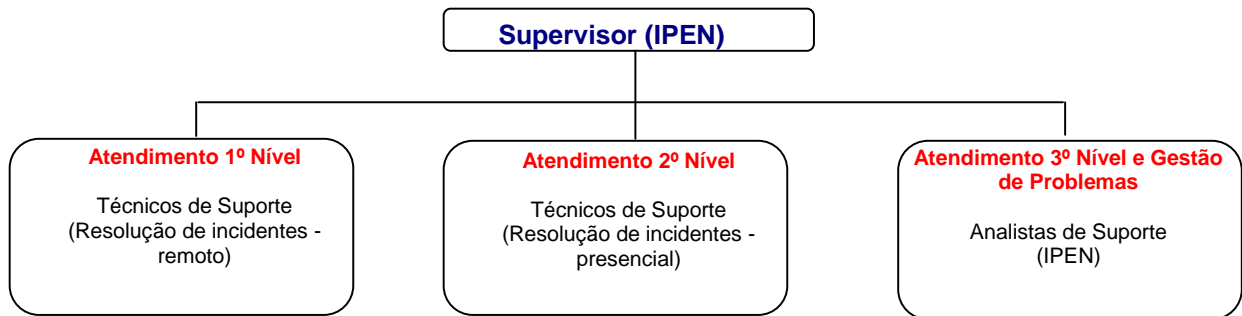 Supervisor (IPEN)
Atendimento 1º Nível
Técnicos de Suporte
(Resolução de incidentes -
remoto)
Atendimento 2º Nível
Técnicos de Suporte
(Resolução de incidentes -
presencial)
Atendimento 3º Nível e Gestão
de Problemas
Analistas de Suporte
(IPEN)